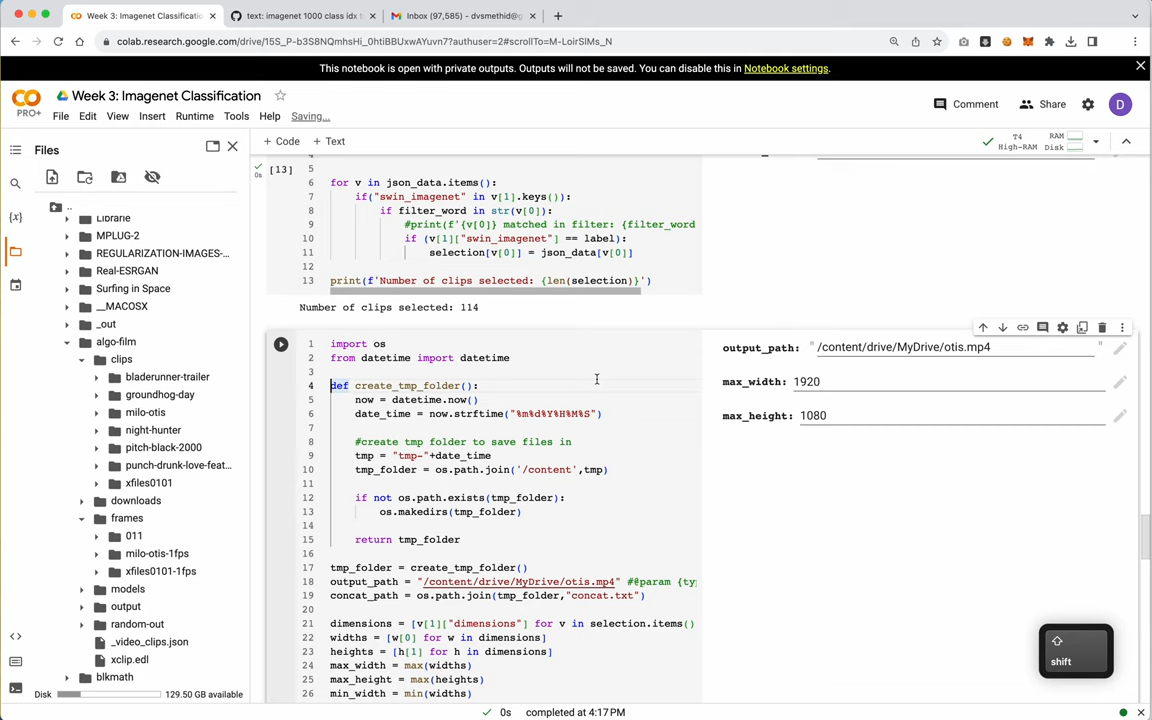 Week 3: Imagenet Classification
text: imagenet 1000 class idx t
Inbox (97,585) - dvsmethid@g
colab.research.google.com/drive/15S_P-b3S8NQmhsHi_0htiBBUxwAYuvn7?authuser=2#scrollTo=M-LoirSlMs_N
This notebook is open with private outputs. Outputs will not be saved. You can disable this in Notebook settings.
CO
PRO+
Week 3: Imagenet Classification
Comment
Share
D
File Edit View Insert Runtime Tools Help Saving...
+ Code + Text
T4
High-RAM
RAM
Disk
Files
..
Librarie
MPLUG-2
REGULARIZATION-IMAGES-...
Real-ESRGAN
Surfing in Space
__MACOSX
_out
algo-film
clips
bladerunner-trailer
groundhog-day
milo-otis
night-hunter
pitch-black-2000
punch-drunk-love-feat...
xfiles0101
downloads
frames
011
milo-otis-1fps
xfiles0101-1fps
models
output
random-out
_video_clips.json
xclip.edl
blkmath
Disk 129.50 GB available
[13]
0s
4
5
6 for v in json_data.items():
7 if("swin_imagenet" in v[1].keys()):
8 if filter_word in str(v[0]):
9 #print(f'{v[0]} matched in filter: {filter_word
10 if (v[1]["swin_imagenet"] == label):
11 selection[v[0]] = json_data[v[0]]
12
13 print(f'Number of clips selected: {len(selection)}')
Number of clips selected: 114
1 import os
2 from datetime import datetime
3
4 def create_tmp_folder():
5 now = datetime.now()
6 date_time = now.strftime("%m%d%Y%H%M%S")
7
8 #create tmp folder to save files in
9 tmp = "tmp-"+date_time
10 tmp_folder = os.path.join('/content',tmp)
11
12 if not os.path.exists(tmp_folder):
13 os.makedirs(tmp_folder)
14
15 return tmp_folder
16
17 tmp_folder = create_tmp_folder()
18 output_path = "/content/drive/MyDrive/otis.mp4" #@param {ty
19 concat_path = os.path.join(tmp_folder,"concat.txt")
20
21 dimensions = [v[1]["dimensions"] for v in selection.items()
22 widths = [w[0] for w in dimensions]
23 heights = [h[1] for h in dimensions]
24 max_width = max(widths)
25 max_height = max(heights)
26 min_width = min(widths)
output_path: "/content/drive/MyDrive/otis.mp4"
max_width: 1920
max_height: 1080
shift
0s completed at 4:17 PM